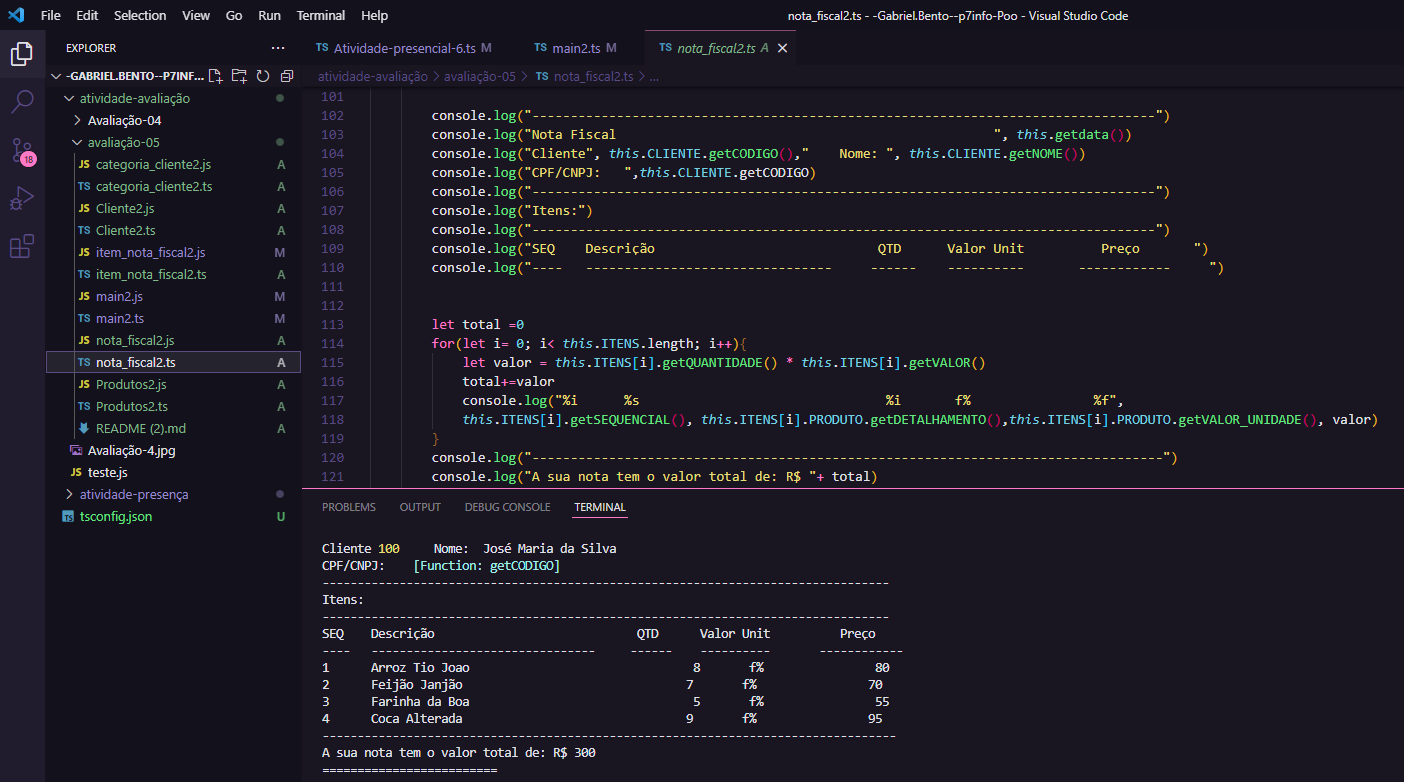 File Edit Selection View Go Run Terminal Help
nota_fiscal2.ts - -Gabriel.Bento--p7info-Poo - Visual Studio Code
EXPLORER
-GABRIEL.BENTO--P7INF...
atividade-avaliação
Avaliação-04
avaliação-05
JS categoria_cliente2.js A
TS categoria_cliente2.ts A
JS Cliente2.js A
TS Cliente2.ts A
JS item_nota_fiscal2.js M
TS item_nota_fiscal2.ts A
JS main2.js M
TS main2.ts M
JS nota_fiscal2.js A
TS nota_fiscal2.ts A
JS Produtos2.js A
TS Produtos2.ts A
README (2).md A
Avaliação-4.jpg
JS teste.js
atividade-presença
TS tsconfig.json U
18
TS Atividade-presencial-6.ts M TS main2.ts M TS nota_fiscal2.ts A
atividade-avaliação > avaliação-05 > TS nota_fiscal2.ts > ...
101
102 console.log("---------------------------------------------------------------------------------")
103 console.log("Nota Fiscal                                                 ", this.getdata())
104 console.log("Cliente", this.CLIENTE.getCODIGO(),"    Nome: ", this.CLIENTE.getNOME())
105 console.log("CPF/CNPJ:   ",this.CLIENTE.getCODIGO)
106 console.log("---------------------------------------------------------------------------------")
107 console.log("Itens:")
108 console.log("---------------------------------------------------------------------------------")
109 console.log("SEQ    Descrição                             QTD      Valor Unit          Preço       ")
110 console.log("----   --------------------------------     ------    ----------       ------------     ")
111
112
113 let total =0
114 for(let i= 0; i< this.ITENS.length; i++){
115 let valor = this.ITENS[i].getQUANTIDADE() * this.ITENS[i].getVALOR()
116 total+=valor
117 console.log("%i      %s                                %i       f%                %f",
118 this.ITENS[i].getSEQUENCIAL(), this.ITENS[i].PRODUTO.getDETALHAMENTO(),this.ITENS[i].PRODUTO.getVALOR_UNIDADE(), valor)
119 }
120 console.log("----------------------------------------------------------------------------------")
121 console.log("A sua nota tem o valor total de: R$ "+ total)
PROBLEMS OUTPUT DEBUG CONSOLE TERMINAL
Cliente 100     Nome:  José Maria da Silva
CPF/CNPJ:    [Function: getCODIGO]
---------------------------------------------------------------------------------
Itens:
---------------------------------------------------------------------------------
SEQ    Descrição                             QTD      Valor Unit          Preço
----   --------------------------------     ------    ----------       ------------
1      Arroz Tio Joao                                8       f%                80
2      Feijão Janjão                                7       f%                70
3      Farinha da Boa                                5       f%                55
4      Coca Alterada                                9       f%                95
----------------------------------------------------------------------------------
A sua nota tem o valor total de: R$ 300
=========================